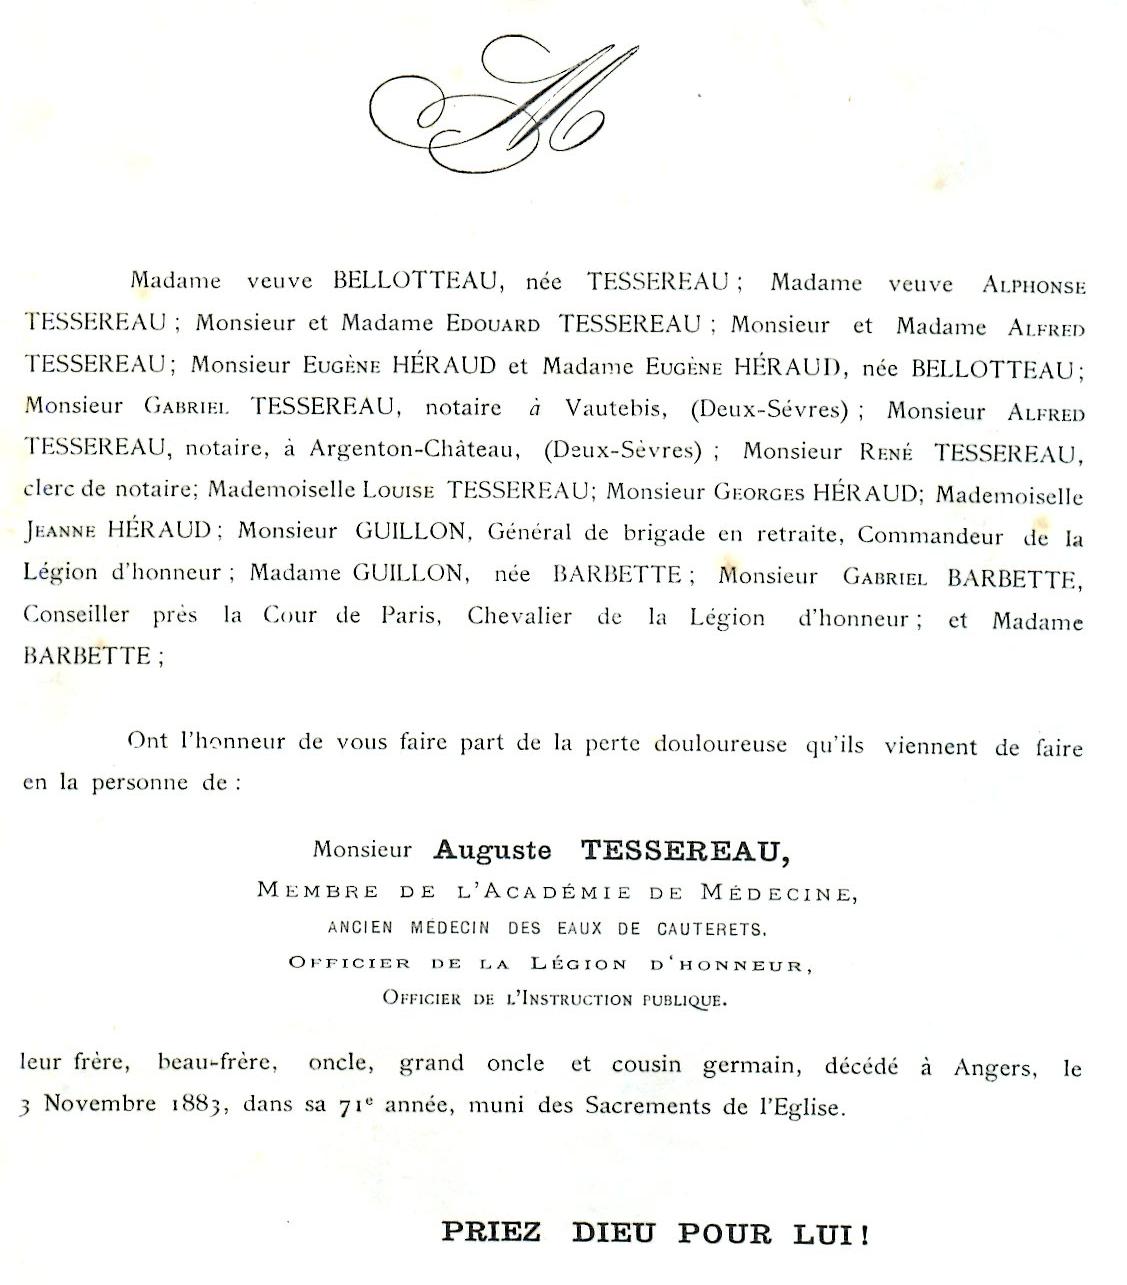 M
Madame veuve BELLOTTEAU, née TESSEREAU ; Madame veuve ALPHONSE
TESSEREAU ; Monsieur et Madame EDOUARD TESSEREAU ; Monsieur et Madame ALFRED
TESSEREAU ; Monsieur EUGÈNE HÉRAUD et Madame EUGÈNE HÉRAUD, née BELLOTTEAU ;
Monsieur GABRIEL TESSEREAU, notaire à Vautebis, (Deux-Sévres) ; Monsieur ALFRED
TESSEREAU, notaire, à Argenton-Château, (Deux-Sèvres) ; Monsieur RENÉ TESSEREAU,
clerc de notaire; Mademoiselle LOUISE TESSEREAU; Monsieur GEORGES HÉRAUD; Mademoiselle
JEANNE HÉRAUD ; Monsieur GUILLON, Général de brigade en retraite, Commandeur de la
Légion d'honneur ; Madame GUILLON, née BARBETTE ; Monsieur GABRIEL BARBETTE,
Conseiller près la Cour de Paris, Chevalier de la Légion d'honneur ; et Madame
BARBETTE ;
Ont l'honneur de vous faire part de la perte douloureuse qu'ils viennent de faire
en la personne de :
Monsieur Auguste TESSEREAU,
MEMBRE DE L'ACADÉMIE DE MÉDECINE,
ANCIEN MÉDECIN DES EAUX DE CAUTERETS,
OFFICIER DE LA LÉGION D'HONNEUR,
OFFICIER DE L'INSTRUCTION PUBLIQUE.
leur frère, beau-frère, oncle, grand oncle et cousin germain, décédé à Angers, le
3 Novembre 1883, dans sa 71e année, muni des Sacrements de l'Eglise.
PRIEZ DIEU POUR LUI !